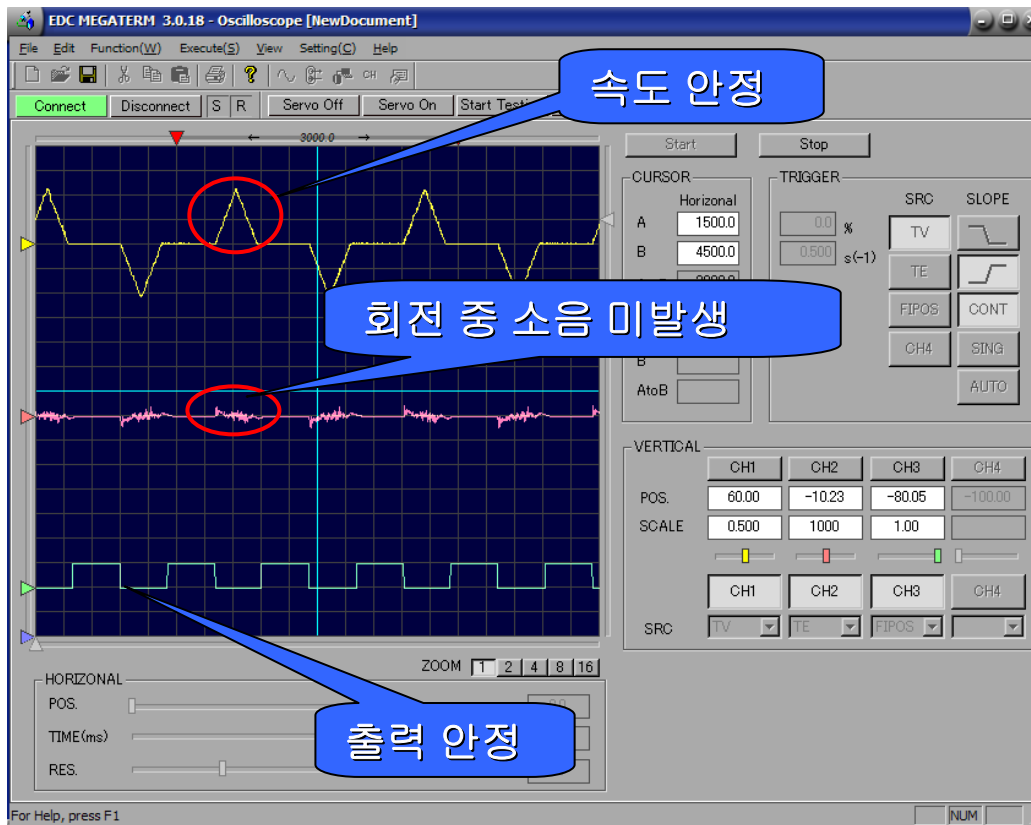 EDC MEGATERM 3.0.18 - Oscilloscope [NewDocument]
File Edit Function(W) Execute(S) View Setting(C) Help
CH
Connect Disconnect S R Servo Off Servo On Start
속도 안정
3000.0
Start Stop
CURSOR
Horizonal
A 1500.0
B 4500.0
TRIGGER
SRC SLOPE
0.0 %
0.500 s(-1)
TV
TE
FIPOS CONT
CH4 SING
AUTO
회전 중 소음 미발생
B
AtoB
VERTICAL
CH1 CH2 CH3 CH4
POS. 60.00 -10.23 -80.05 -100.00
SCALE 0.500 1000 1.00
CH1 CH2 CH3 CH4
SRC TV TE FIPOS
ZOOM 1 2 4 8 16
HORIZONAL
POS.
TIME(ms)
RES.
출력 안정
For Help, press F1
NUM